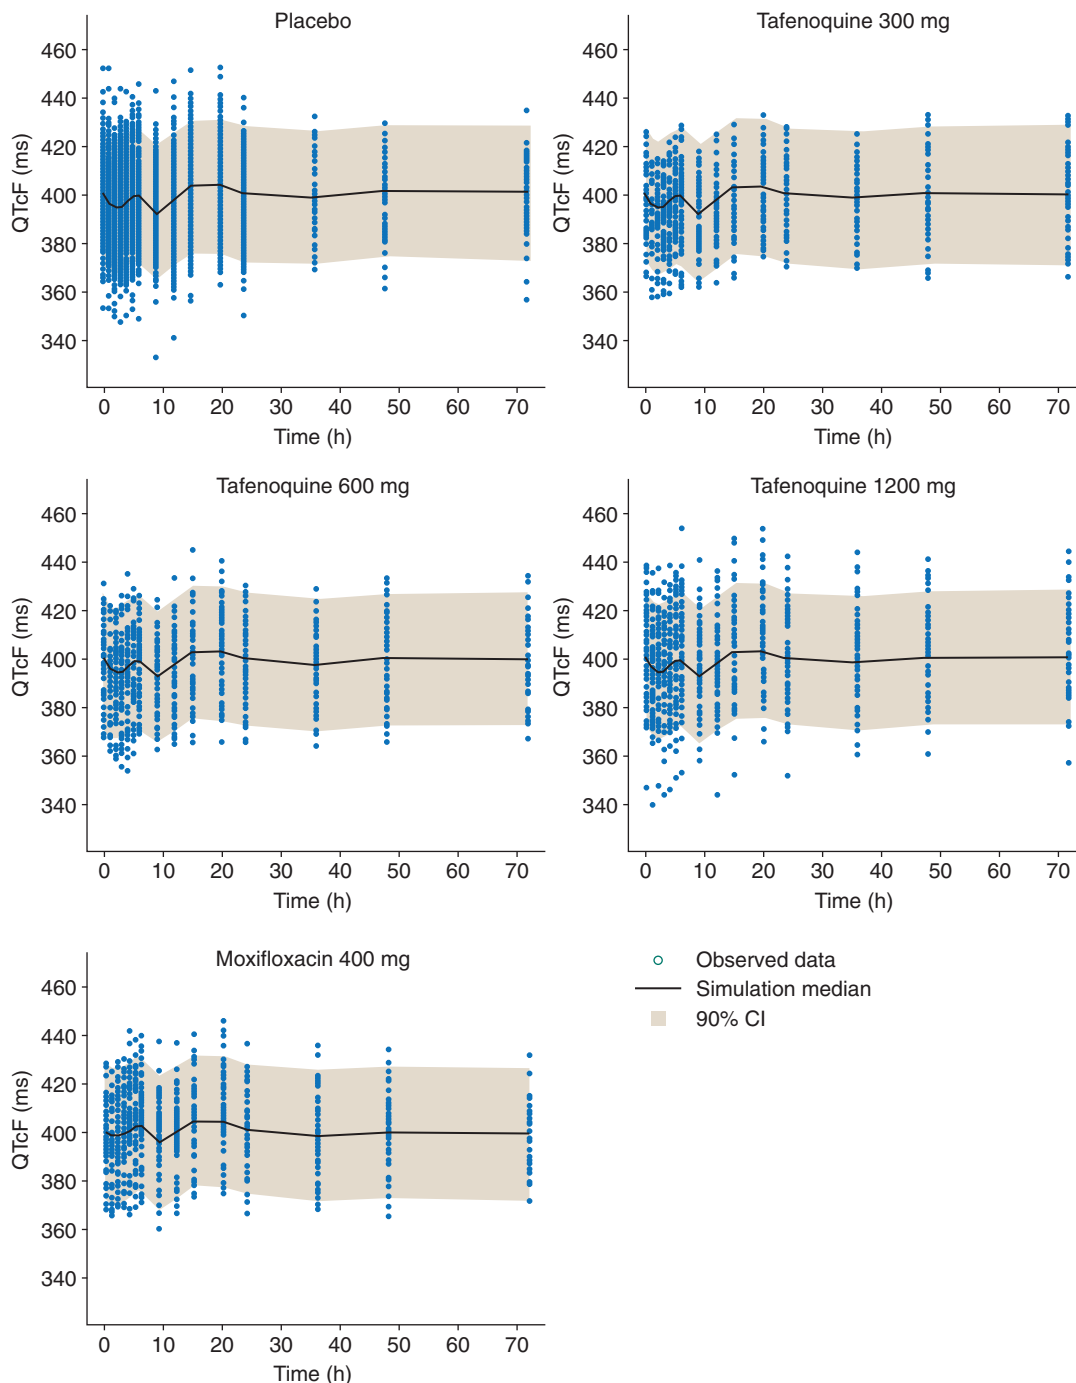 Placebo
460
440
420
400
380
360
340
QTcF (ms)
0 10 20 30 40 50 60 70
Time (h)
Tafenoquine 300 mg
460
440
420
400
380
360
340
QTcF (ms)
0 10 20 30 40 50 60 70
Time (h)
Tafenoquine 600 mg
460
440
420
400
380
360
340
QTcF (ms)
0 10 20 30 40 50 60 70
Time (h)
Tafenoquine 1200 mg
460
440
420
400
380
360
340
QTcF (ms)
0 10 20 30 40 50 60 70
Time (h)
Moxifloxacin 400 mg
460
440
420
400
380
360
340
QTcF (ms)
0 10 20 30 40 50 60 70
Time (h)
Observed data
Simulation median
90% CI